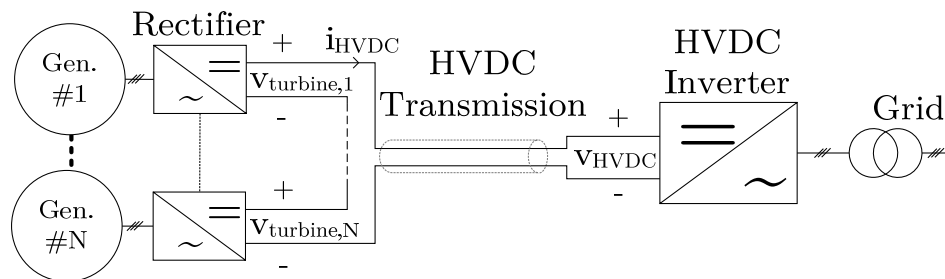 Rectifier
Gen.
#1
+
i_HVDC
v_turbine,1
-
~
HVDC
Transmission
HVDC
Inverter
Grid
+
v_HVDC
-
~
Gen.
#N
+
v_turbine,N
-
~